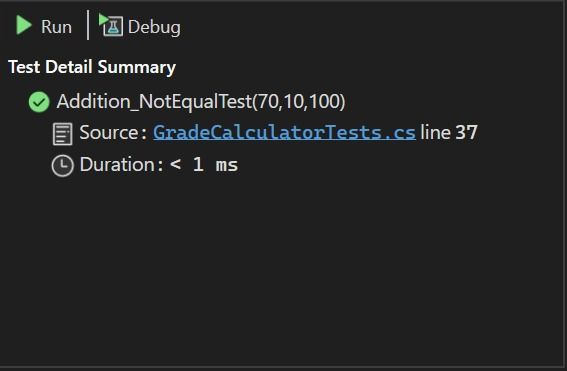 Run Debug
Test Detail Summary
Addition_NotEqualTest(70,10,100)
Source: GradeCalculatorTests.cs line 37
Duration: < 1 ms